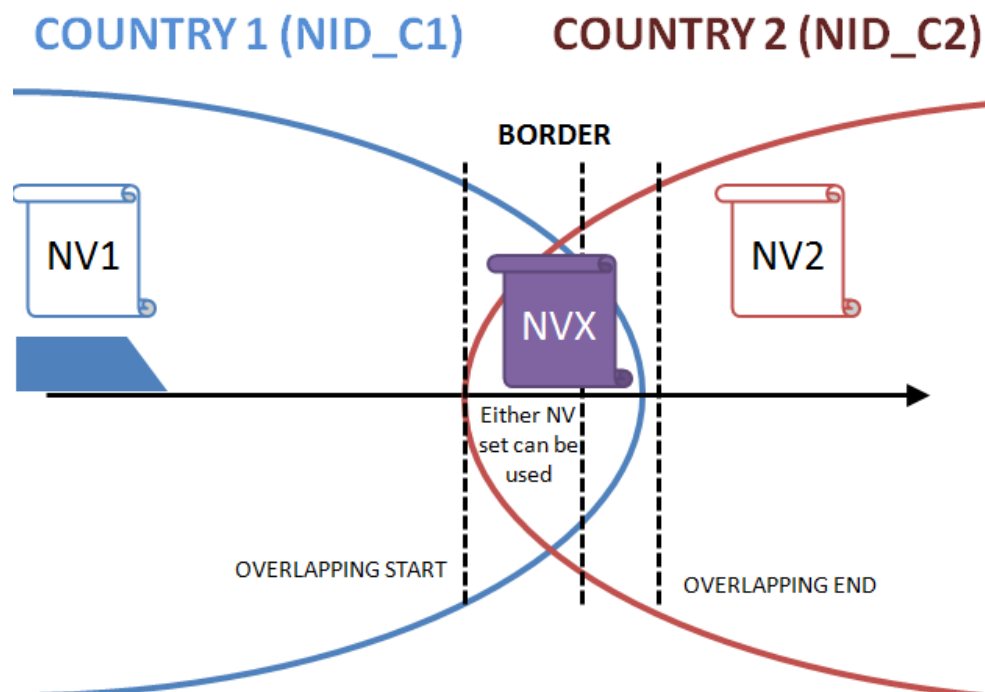 COUNTRY 1 (NID_C1)
COUNTRY 2 (NID_C2)
BORDER
NV1
NV2
NVX
Either NV
set can be
used
OVERLAPPING START
OVERLAPPING END